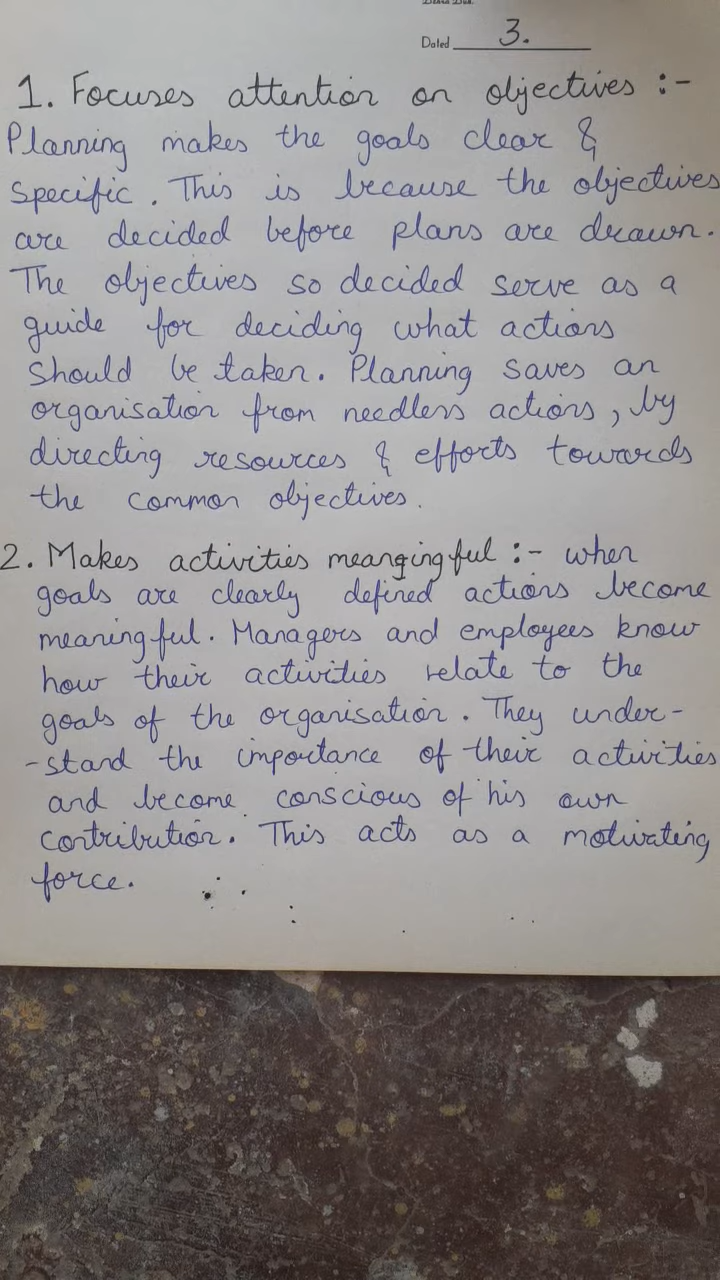 Dated 3.
1. Focuses attention on objectives :-
Planning makes the goals clear &
specific. This is because the objectives
are decided before plans are drawn.
The objectives so decided serve as a
guide for deciding what actions
should be taken. Planning saves an
organisation from needless actions, by
directing resources & efforts towards
the common objectives.
2. Makes activities meangingful :- when
goals are clearly defined actions become
meaningful. Managers and employees know
how their activities relate to the
goals of the organisation. They under-
-stand the importance of their activities
and become conscious of his own
contribution. This acts as a motivating
force.